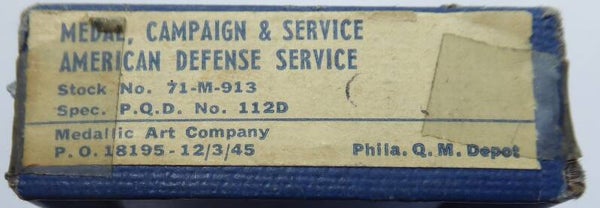 MEDAL, CAMPAIGN & SERVICE
AMERICAN DEFENSE SERVICE
Stock No. 71-M-913
Spec. P.Q.D. No. 112D
Medallic Art Company
P.O.18195-12/3/45 Phila. Q.M. Depot